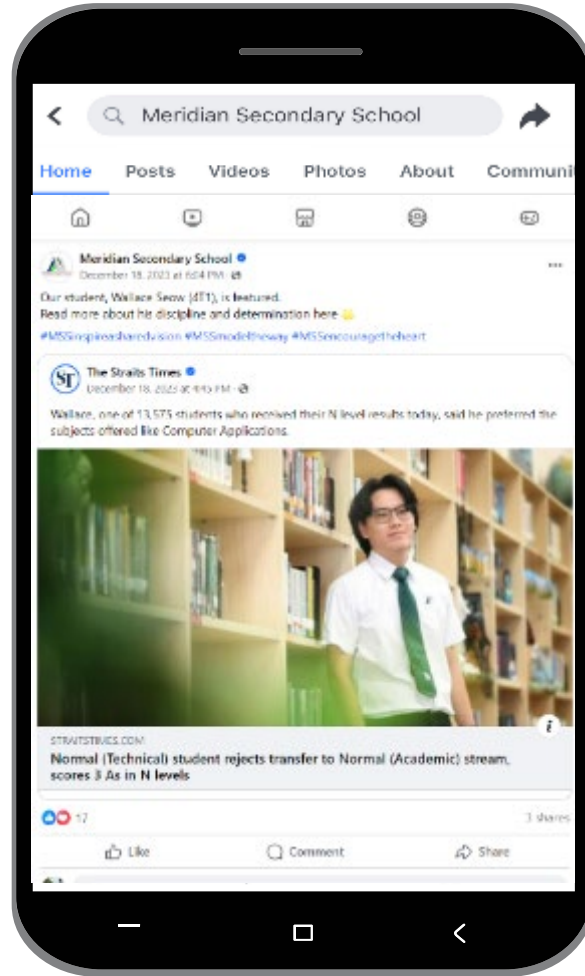 Meridian Secondary School
Home Posts Videos Photos About Communi
Meridian Secondary School
December 18, 2023 at 6:04 PM ·
Our student, Wallace Seow (4T1), is featured.
Read more about his discipline and determination here
#MSSinspireasharedvision #MSSmodeltheway #MSSencouragetheheart
ST
The Straits Times
December 18, 2023 at 4:45 PM ·
Wallace, one of 13,575 students who received their N level results today, said he preferred the
subjects offered like Computer Applications.
i
STRAITSTIMES.COM
Normal (Technical) student rejects transfer to Normal (Academic) stream,
scores 3 As in N levels
17 3 shares
Like Comment Share